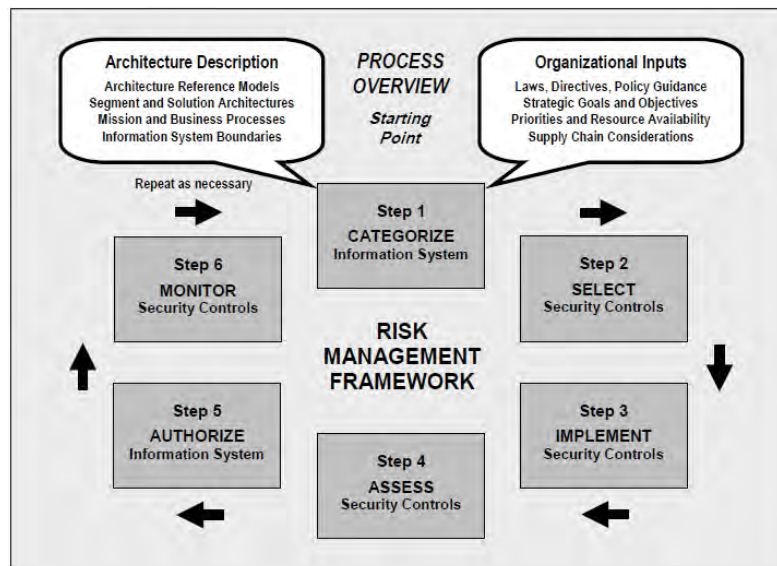 Architecture Description
Architecture Reference Models
Segment and Solution Architectures
Mission and Business Processes
Information System Boundaries
PROCESS
OVERVIEW
Starting
Point
Organizational Inputs
Laws, Directives, Policy Guidance
Strategic Goals and Objectives
Priorities and Resource Availability
Supply Chain Considerations
Repeat as necessary
Step 1
CATEGORIZE
Information System
Step 2
SELECT
Security Controls
Step 3
IMPLEMENT
Security Controls
Step 4
ASSESS
Security Controls
Step 5
AUTHORIZE
Information System
Step 6
MONITOR
Security Controls
RISK
MANAGEMENT
FRAMEWORK